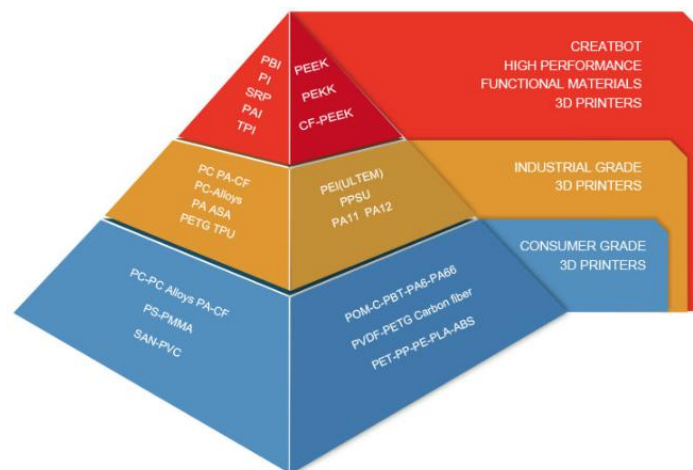 PBI
PI
SRP
PAI
TPI
PEEK
PEKK
CF-PEEK
CREATBOT
HIGH PERFORMANCE
FUNCTIONAL MATERIALS
3D PRINTERS
PC PA-CF
PC-Alloys
PA ASA
PETG TPU
PEI(ULTEM)
PPSU
PA11 PA12
INDUSTRIAL GRADE
3D PRINTERS
PC-PC Alloys PA-CF
PS-PMMA
SAN-PVC
POM-C-PBT-PA6-PA66
PVDF-PETG Carbon fiber
PET-PP-PE-PLA-ABS
CONSUMER GRADE
3D PRINTERS